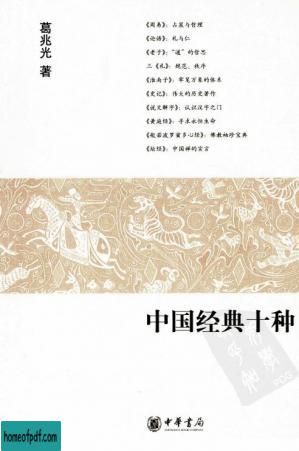 葛兆光 著
《周易》：占筮与哲理
《论语》：礼与仁
《老子》：“道”的哲思
三《礼》：规范、秩序
《淮南子》：牢笼万象的体系
《史记》：伟大的历史著作
《说文解字》：认识汉字之门
《黄庭经》：寻求永恒生命
《般若波罗蜜多心经》：佛教袖珍宝典
《坛经》：中国禅的宣言
中国经典十种
中華書局
homeofpdf.com
PDG